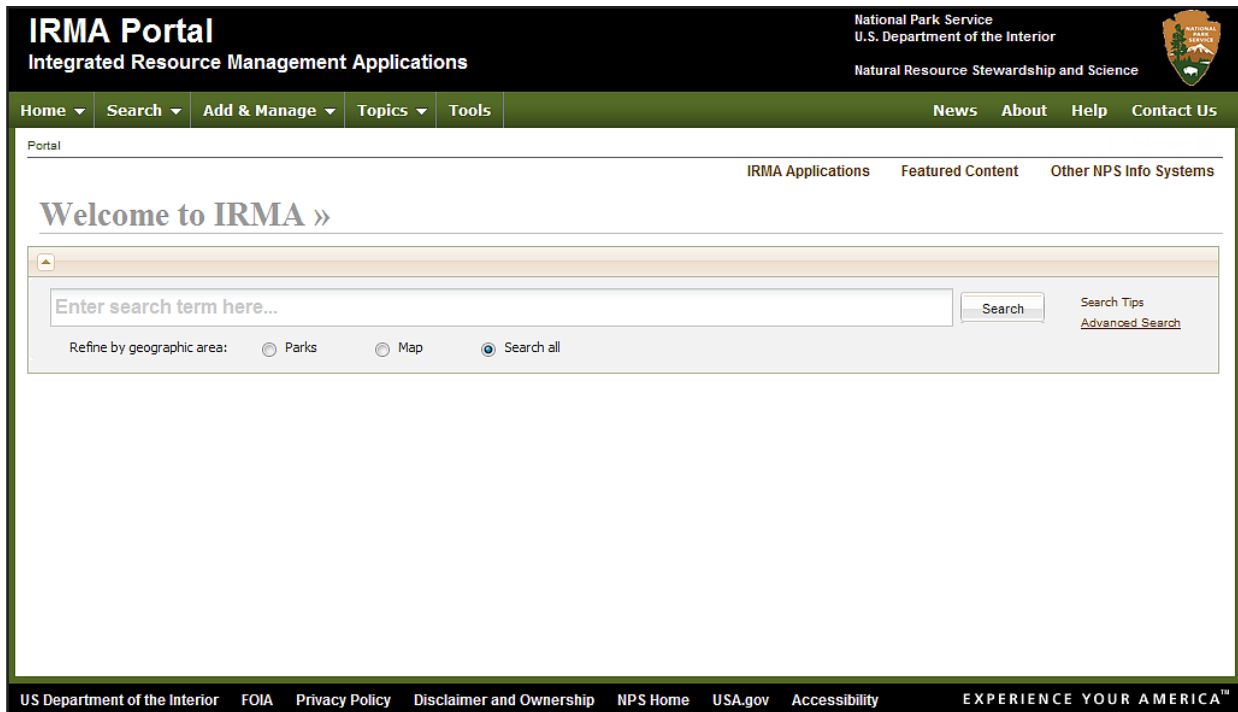 IRMA Portal
Integrated Resource Management Applications
National Park Service
U.S. Department of the Interior
Natural Resource Stewardship and Science
NATIONAL
PARK
SERVICE
Home Search Add & Manage Topics Tools News About Help Contact Us
Portal
IRMA Applications Featured Content Other NPS Info Systems
Welcome to IRMA »
Enter search term here...
Search
Search Tips
Advanced Search
Refine by geographic area: Parks Map Search all
US Department of the Interior FOIA Privacy Policy Disclaimer and Ownership NPS Home USA.gov Accessibility EXPERIENCE YOUR AMERICA™